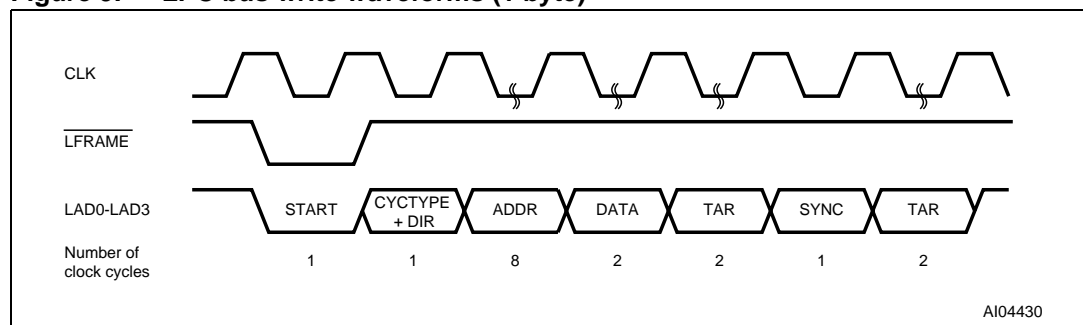 CLK
LFRAME
LAD0-LAD3
START
CYCTYPE
+ DIR
ADDR
DATA
TAR
SYNC
TAR
Number of
clock cycles
1
1
8
2
2
1
2
AI04430